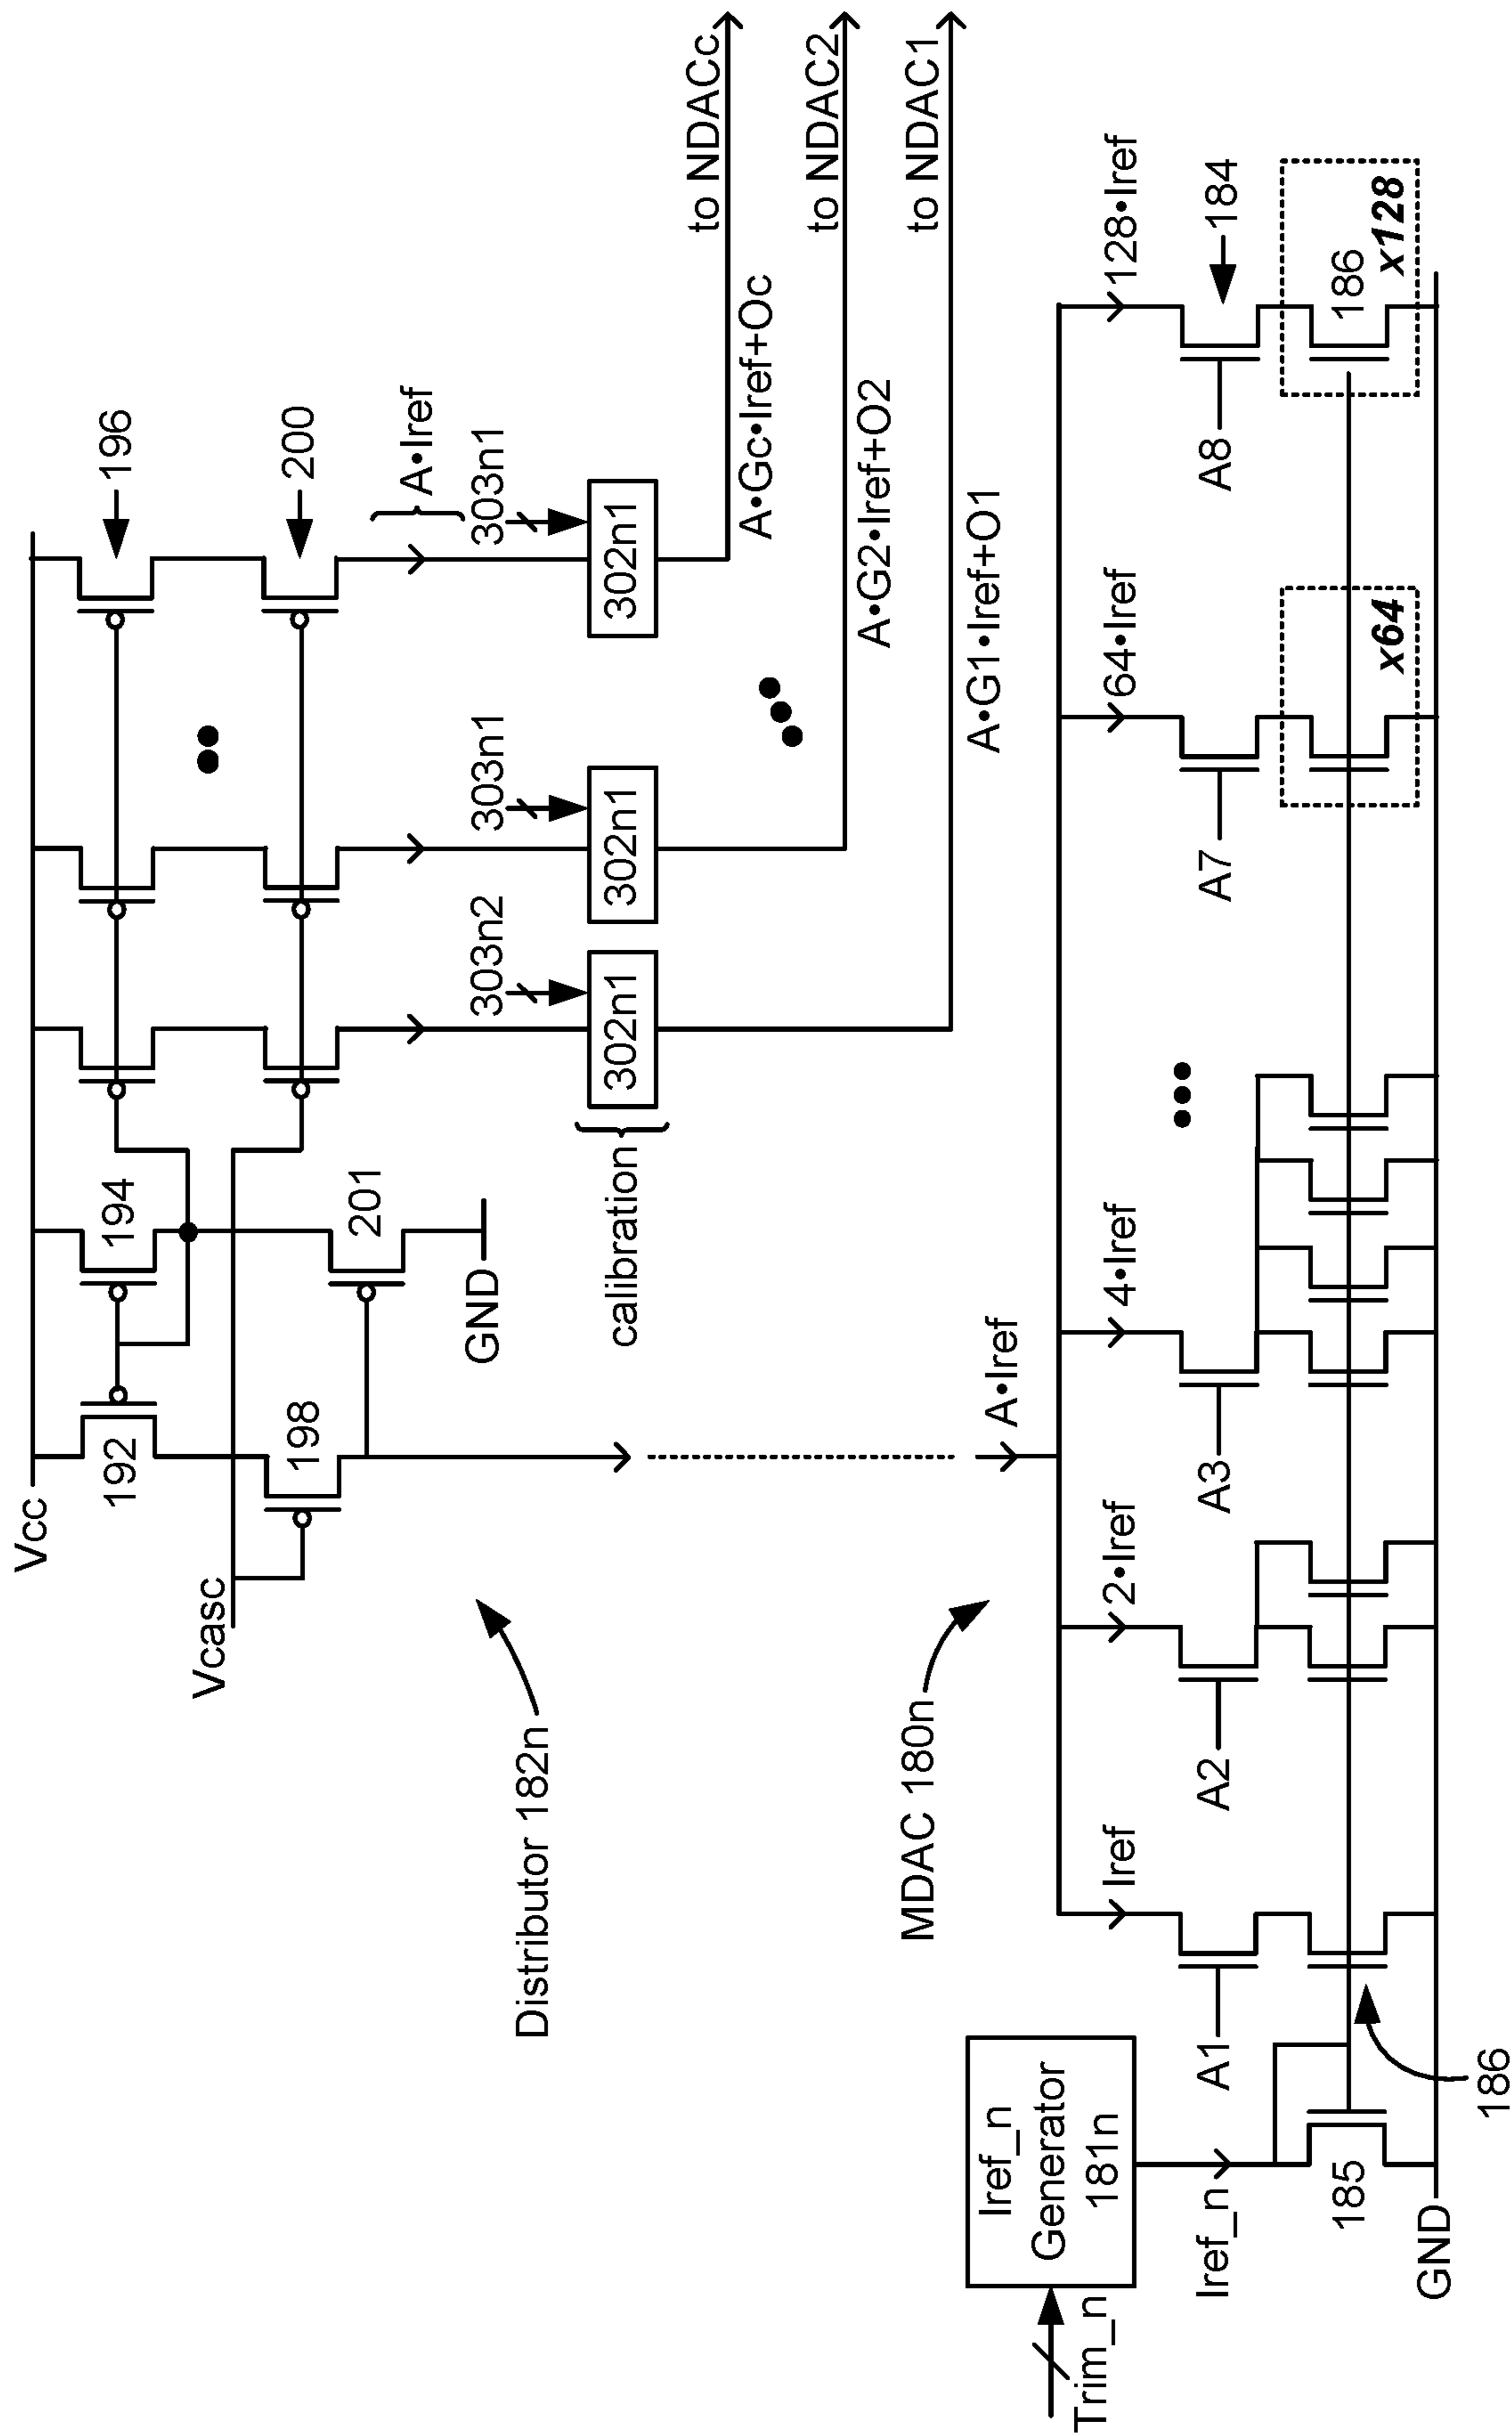 Vcc
192
194
196
Vcasc
198
201
200
GND
A•Iref
303n2
303n1
303n1
calibration
302n1
302n1
302n1
to NDACc
A•Gc•Iref+Oc
to NDAC2
A•G2•Iref+O2
to NDAC1
A•G1•Iref+O1
Distributor 182n
MDAC 180n
A•Iref
Iref
2•Iref
4•Iref
64•Iref
128•Iref
Iref_n
Generator
181n
Trim_n
Iref_n
A1
A2
A3
A7
A8
184
185
186
186
x64
x128
GND